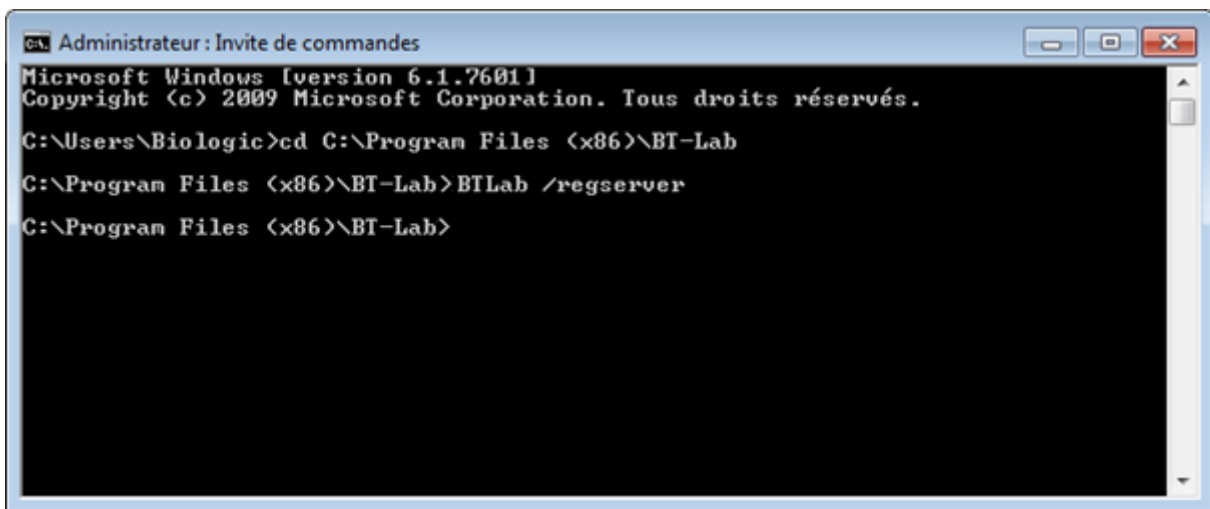 Administrateur : Invite de commandes
Microsoft Windows [version 6.1.7601]
Copyright (c) 2009 Microsoft Corporation. Tous droits réservés.
C:\Users\Biologic>cd C:\Program Files (x86)\BT-Lab
C:\Program Files (x86)\BT-Lab>BTLab /regserver
C:\Program Files (x86)\BT-Lab>